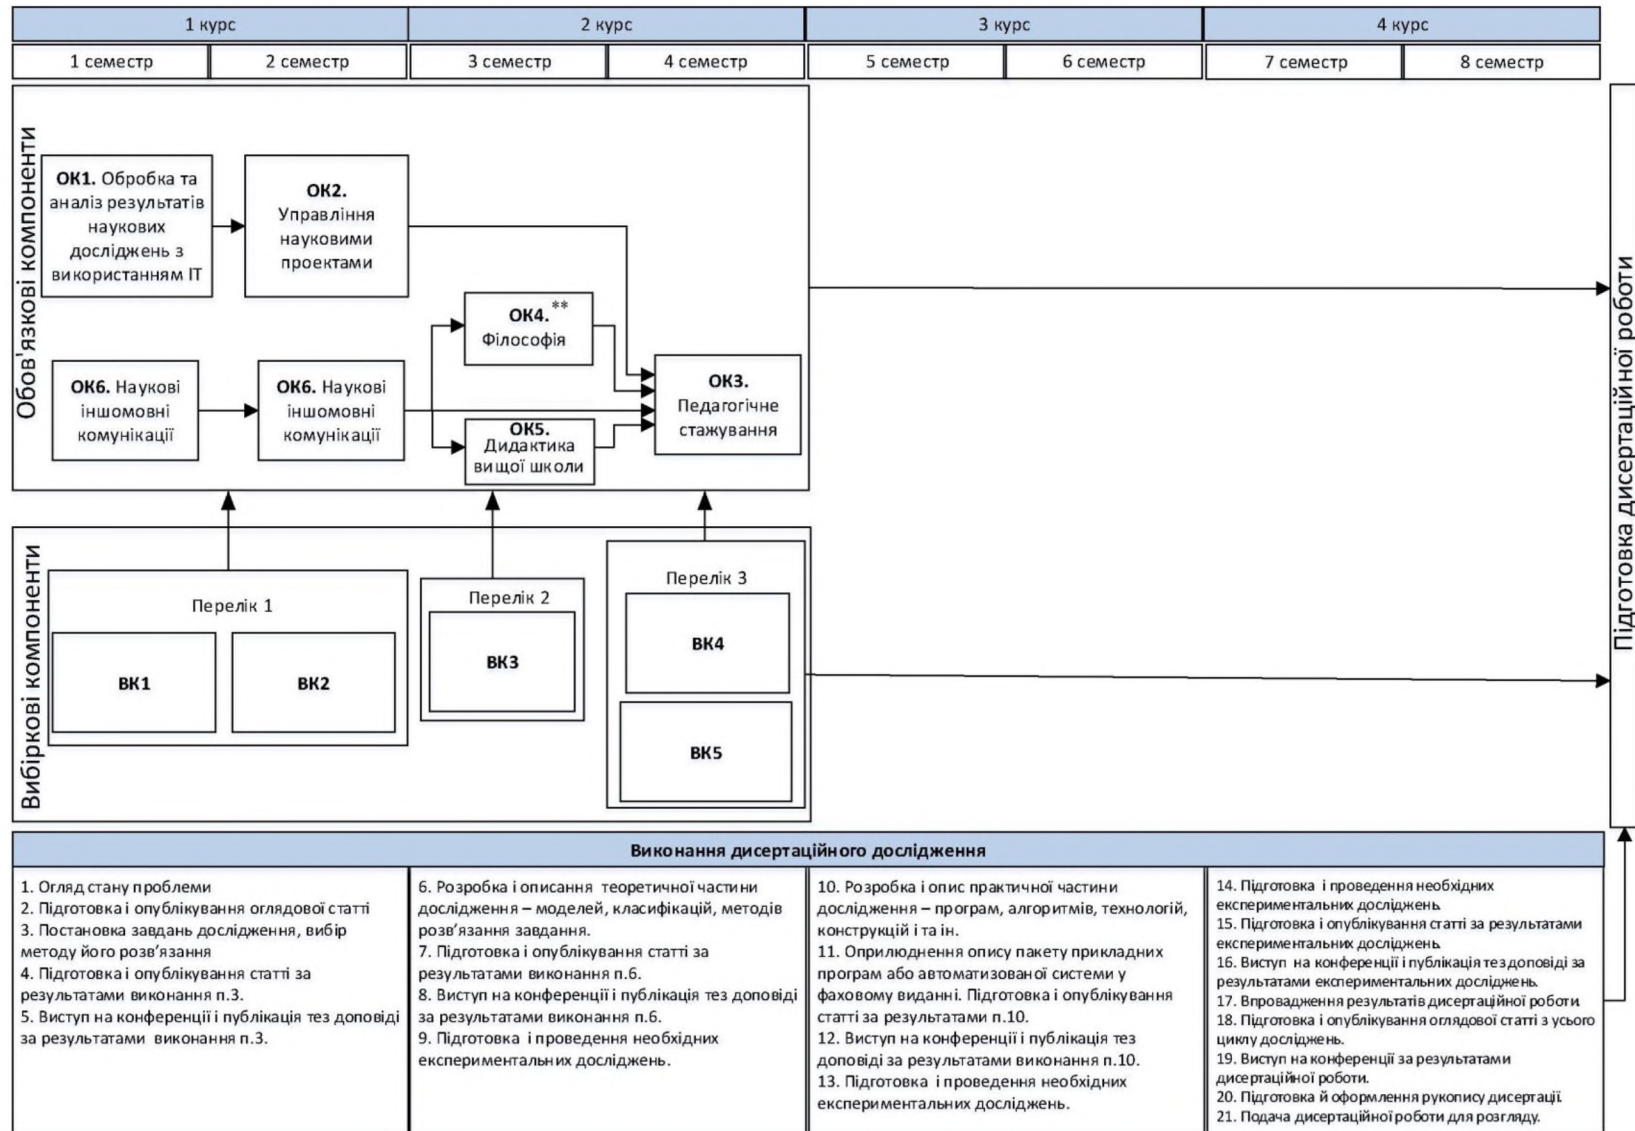 1 курс
2 курс
3 курс
4 курс
1 семестр
2 семестр
3 семестр
4 семестр
5 семестр
6 семестр
7 семестр
8 семестр
Обов'язкові компоненти
ОК1. Обробка та
аналіз результатів
наукових
досліджень з
використанням ІТ
ОК2.
Управління
науковими
проектами
ОК4. **
Філософія
ОК6. Наукові
іншомовні
комунікації
ОК6. Наукові
іншомовні
комунікації
ОК5.
Дидактика
вищої школи
ОК3.
Педагогічне
стажування
Підготовка дисертаційної роботи
Вибіркові компоненти
Перелік 1
ВК1
ВК2
Перелік 2
ВК3
Перелік 3
ВК4
ВК5
Виконання дисертаційного дослідження
1. Огляд стану проблеми
2. Підготовка і опублікування оглядової статті
3. Постановка завдань дослідження, вибір
методу його розв’язання
4. Підготовка і опублікування статті за
результатами виконання п.3.
5. Виступ на конференції і публікація тез доповіді
за результатами виконання п.3.
6. Розробка і описання теоретичної частини
дослідження – моделей, класифікацій, методів
розв’язання завдання.
7. Підготовка і опублікування статті за
результатами виконання п.6.
8. Виступ на конференції і публікація тез доповіді
за результатами виконання п.6.
9. Підготовка і проведення необхідних
експериментальних досліджень.
10. Розробка і опис практичної частини
дослідження – програм, алгоритмів, технологій,
конструкцій і та ін.
11. Оприлюднення опису пакету прикладних
програм або автоматизованої системи у
фаховому виданні. Підготовка і опублікування
статті за результатами п.10.
12. Виступ на конференції і публікація тез
доповіді за результатами виконання п.10.
13. Підготовка і проведення необхідних
експериментальних досліджень.
14. Підготовка і проведення необхідних
експериментальних досліджень.
15. Підготовка і опублікування статті за результатами
експериментальних досліджень.
16. Виступ на конференції і публікація тез доповіді за
результатами експериментальних досліджень.
17. Впровадження результатів дисертаційної роботи.
18. Підготовка і опублікування оглядової статті з усього
циклу досліджень.
19. Виступ на конференції за результатами
дисертаційної роботи.
20. Підготовка й оформлення рукопису дисертації.
21. Подача дисертаційної роботи для розгляду.